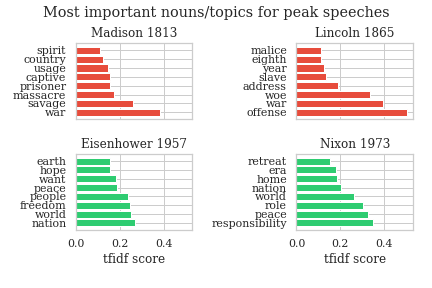 Most important nouns/topics for peak speeches
Madison 1813
spirit
country
usage
captive
prisoner
massacre
savage
war
Lincoln 1865
malice
eighth
year
slave
address
woe
war
offense
Eisenhower 1957
earth
hope
want
peace
people
freedom
world
nation
0.0 0.2 0.4
tfidf score
Nixon 1973
retreat
era
home
nation
world
role
peace
responsibility
0.0 0.2 0.4
tfidf score